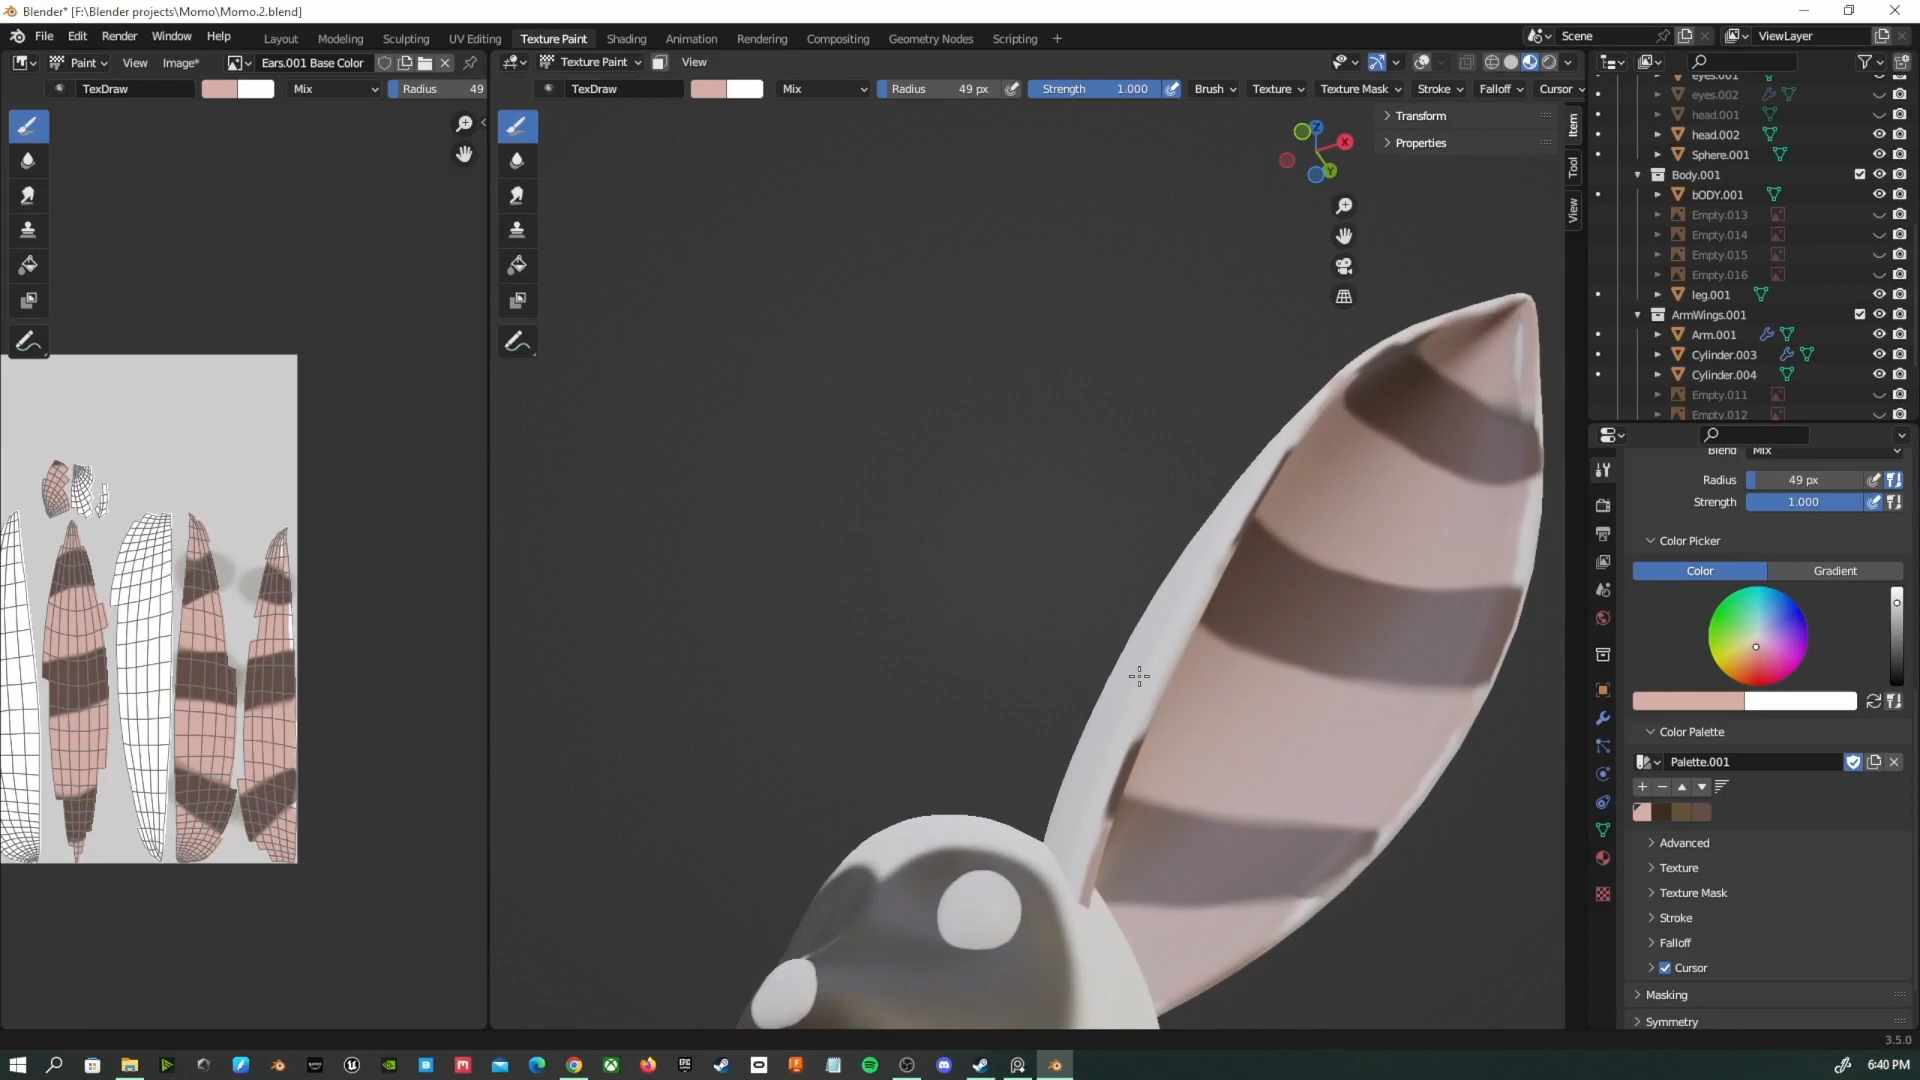 Blender* [F:\Blender projects\Momo\Momo.2.blend]
File Edit Render Window Help
Layout Modeling Sculpting UV Editing Texture Paint Shading Animation Rendering Compositing Geometry Nodes Scripting +
Scene
ViewLayer
Paint View Image* Ears.001 Base Color
Texture Paint View
TexDraw Mix Radius 49
TexDraw Mix Radius 49 px Strength 1.000 Brush Texture Texture Mask Stroke Falloff Cursor
Transform
Properties
Item
Tool
View
X
Y
Z
eyes.001
eyes.002
head.001
head.002
Sphere.001
Body.001
bODY.001
Empty.013
Empty.014
Empty.015
Empty.016
leg.001
ArmWings.001
Arm.001
Cylinder.003
Cylinder.004
Empty.011
Empty.012
Blend Mix
Radius 49 px
Strength 1.000
Color Picker
Color Gradient
Color Palette
Palette.001
Advanced
Texture
Texture Mask
Stroke
Falloff
Cursor
Masking
Symmetry
3.5.0
6:40 PM